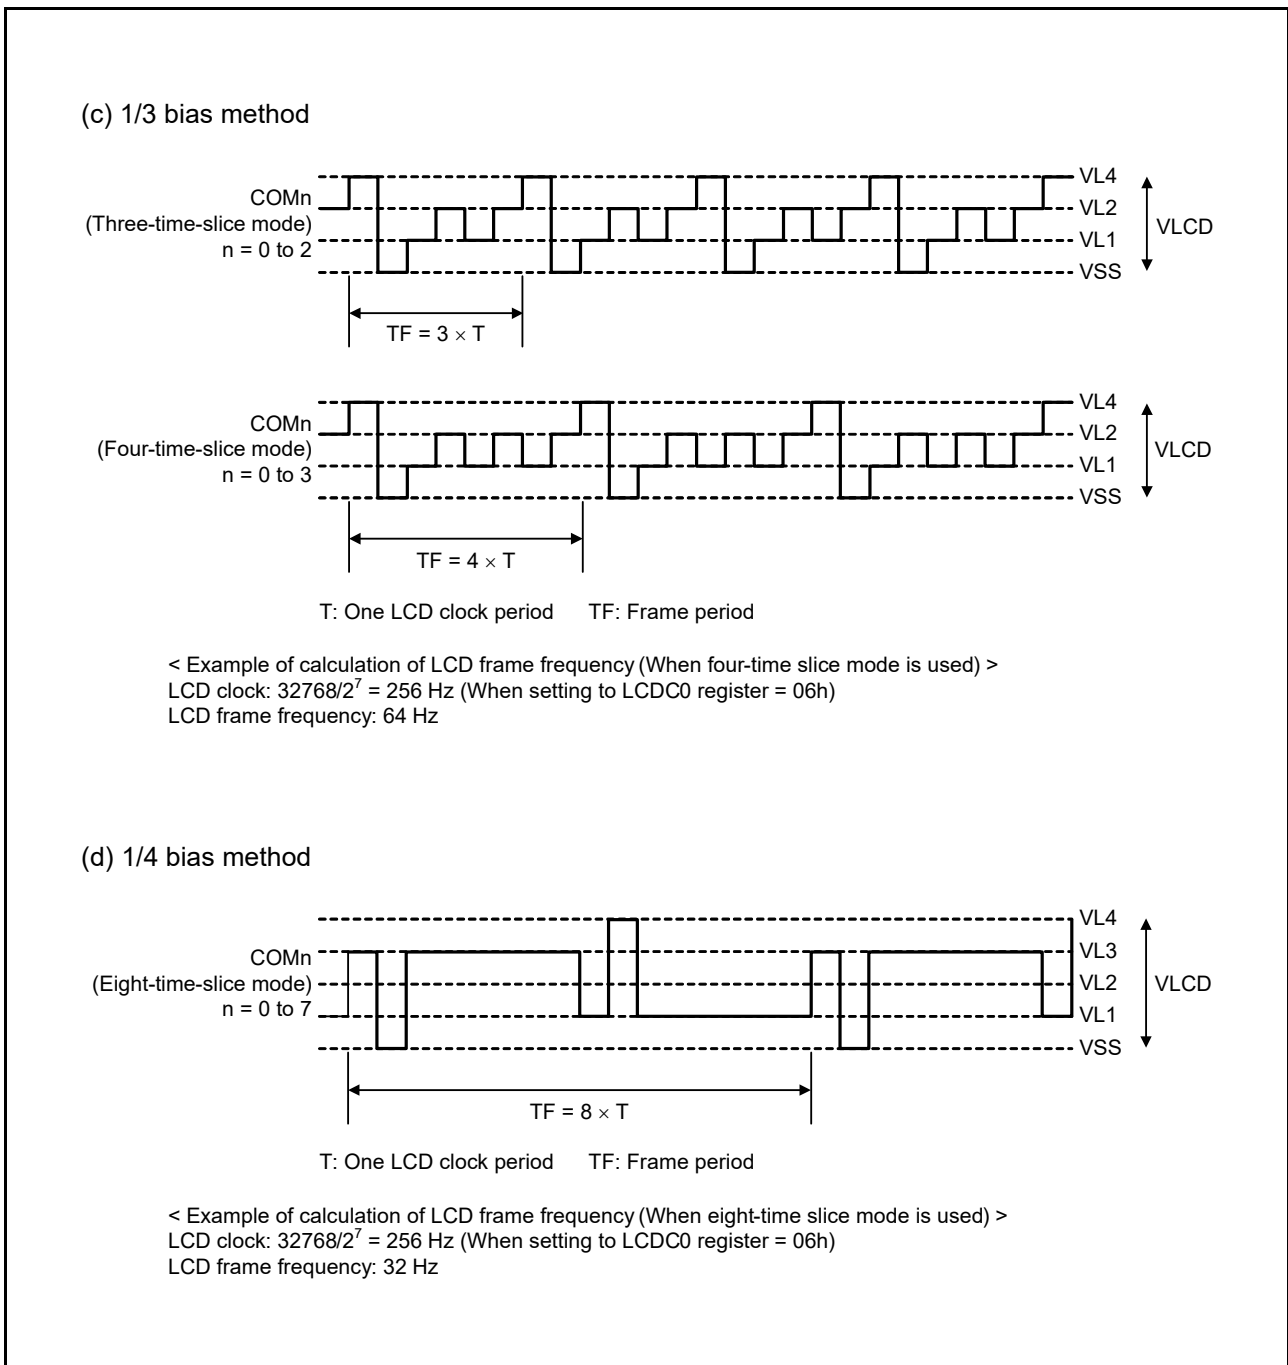 (c) 1/3 bias method
COMn
(Three-time-slice mode)
n = 0 to 2
VL4
VL2
VL1
VSS
VLCD
TF = 3 × T
COMn
(Four-time-slice mode)
n = 0 to 3
VL4
VL2
VL1
VSS
VLCD
TF = 4 × T
T: One LCD clock period TF: Frame period
< Example of calculation of LCD frame frequency (When four-time slice mode is used) >
LCD clock: 32768/2⁷ = 256 Hz (When setting to LCDC0 register = 06h)
LCD frame frequency: 64 Hz
(d) 1/4 bias method
COMn
(Eight-time-slice mode)
n = 0 to 7
VL4
VL3
VL2
VL1
VSS
VLCD
TF = 8 × T
T: One LCD clock period TF: Frame period
< Example of calculation of LCD frame frequency (When eight-time slice mode is used) >
LCD clock: 32768/2⁷ = 256 Hz (When setting to LCDC0 register = 06h)
LCD frame frequency: 32 Hz